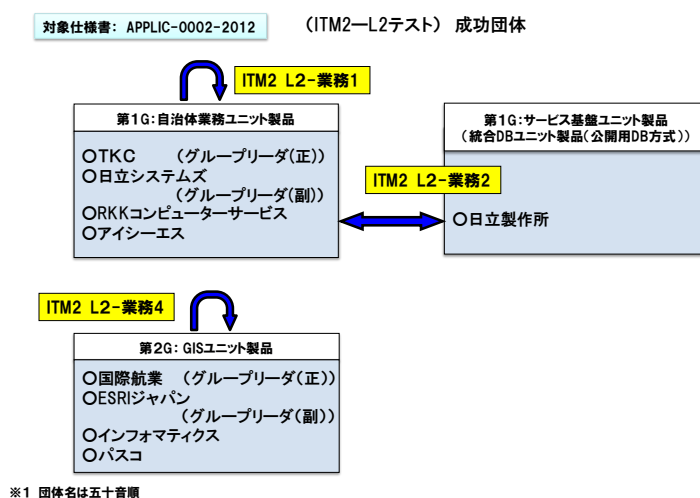 対象仕様書: APPLIC-0002-2012
(ITM2ーL2テスト) 成功団体
ITM2 L2-業務1
第1G:自治体業務ユニット製品
○TKC (グループリーダ(正))
○日立システムズ
(グループリーダ(副))
○RKKコンピューターサービス
○アイシーエス
ITM2 L2-業務2
第1G:サービス基盤ユニット製品
(統合DBユニット製品(公開用DB方式))
○日立製作所
ITM2 L2-業務4
第2G: GISユニット製品
○国際航業 (グループリーダ(正))
○ESRIジャパン
(グループリーダ(副))
○インフォマティクス
○パスコ
※1 団体名は五十音順